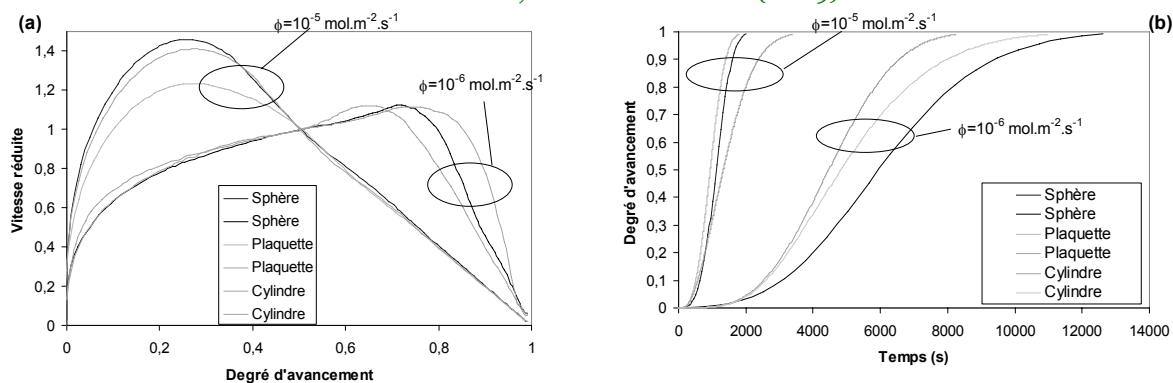 (a)
ϕ=10⁻⁵ mol.m⁻².s⁻¹
ϕ=10⁻⁶ mol.m⁻².s⁻¹
Vitesse réduite
1,4
1,2
1
0,8
0,6
0,4
0,2
0
Sphère
Sphère
Plaquette
Plaquette
Cylindre
Cylindre
0 0,2 0,4 0,6 0,8 1
Degré d'avancement
(b)
ϕ=10⁻⁵ mol.m⁻².s⁻¹
ϕ=10⁻⁶ mol.m⁻².s⁻¹
Degré d'avancement
1
0,9
0,8
0,7
0,6
0,5
0,4
0,3
0,2
0,1
0
Sphère
Sphère
Plaquette
Plaquette
Cylindre
Cylindre
0 2000 4000 6000 8000 10000 12000 14000
Temps (s)